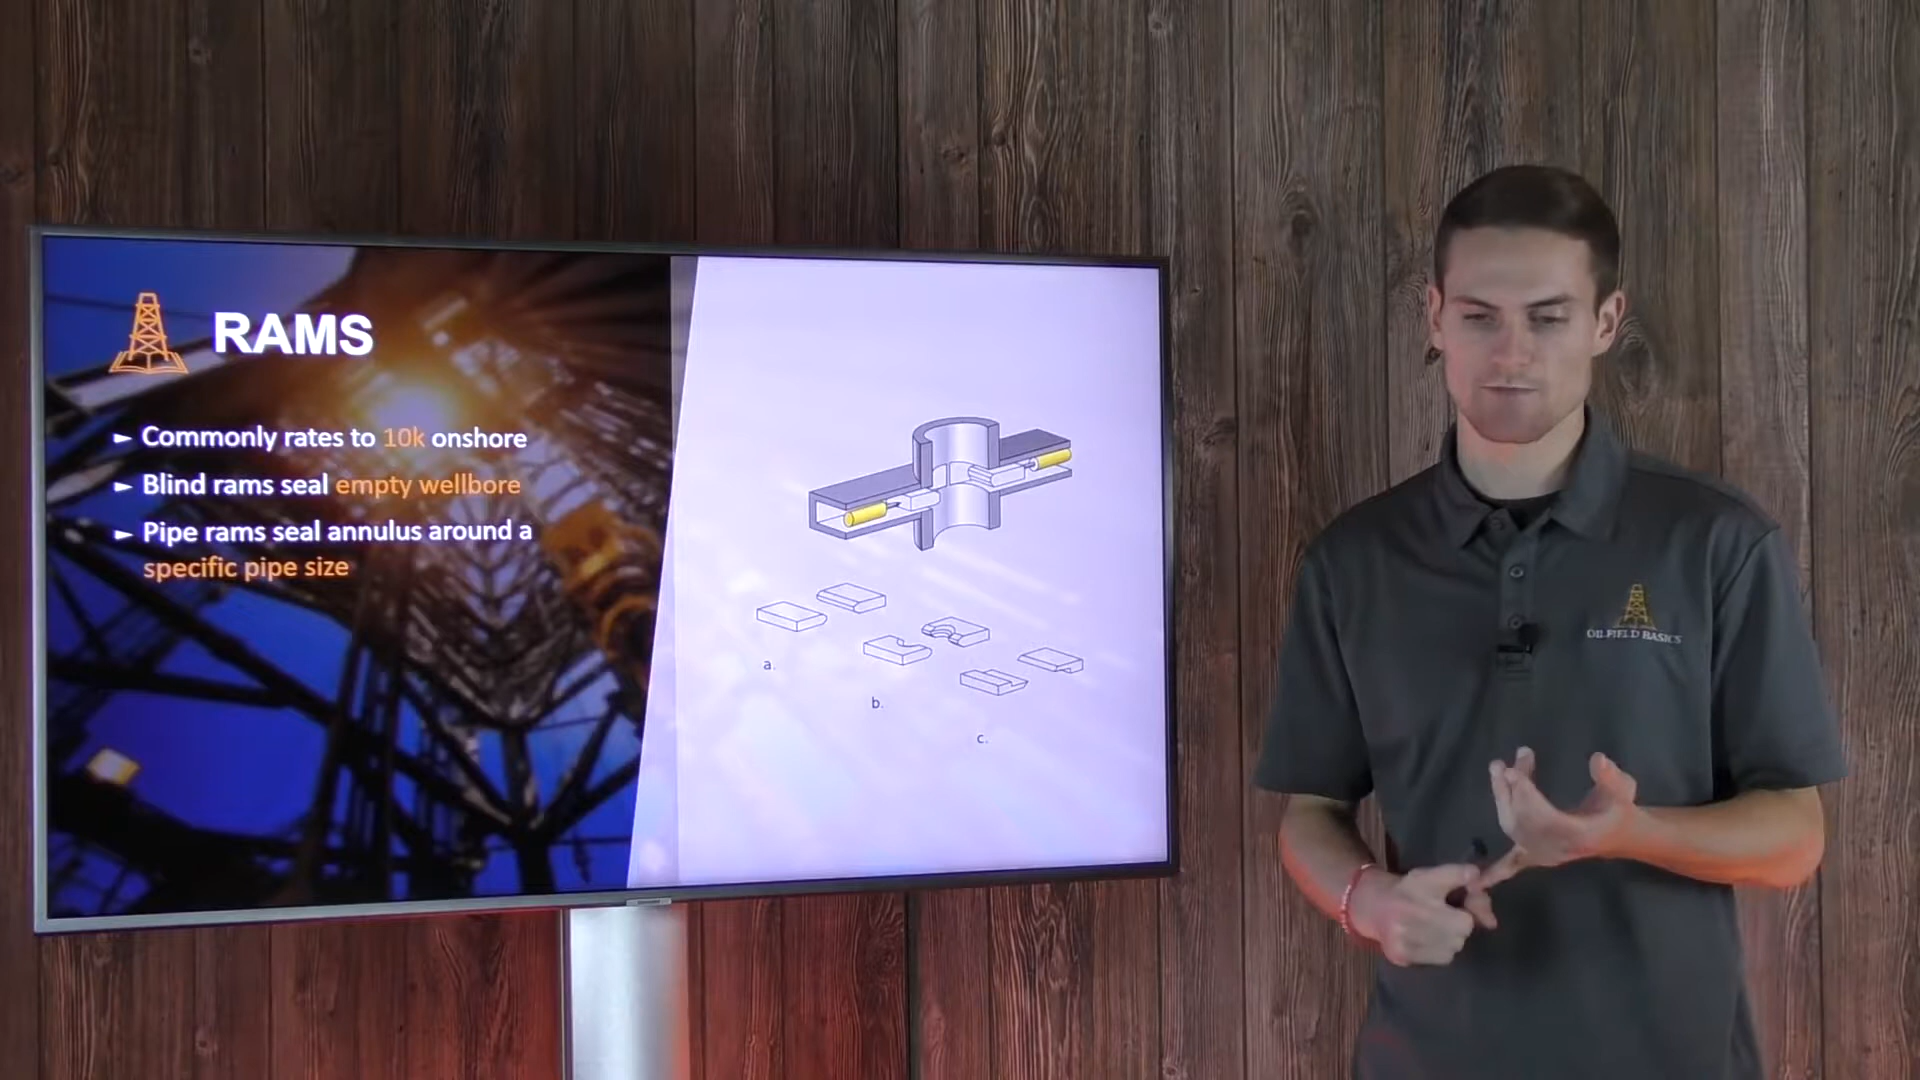 RAMS
► Commonly rates to 10k onshore
► Blind rams seal empty wellbore
► Pipe rams seal annulus around a
specific pipe size
a.
b.
c.
OILFIELD BASICS